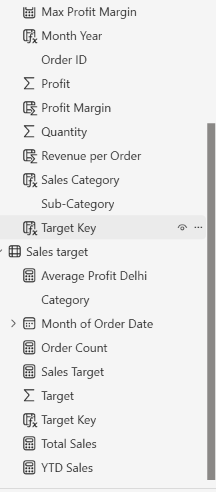 Max Profit Margin
Month Year
Order ID
Profit
Profit Margin
Quantity
Revenue per Order
Sales Category
Sub-Category
Target Key
Sales target
Average Profit Delhi
Category
Month of Order Date
Order Count
Sales Target
Target
Target Key
Total Sales
YTD Sales